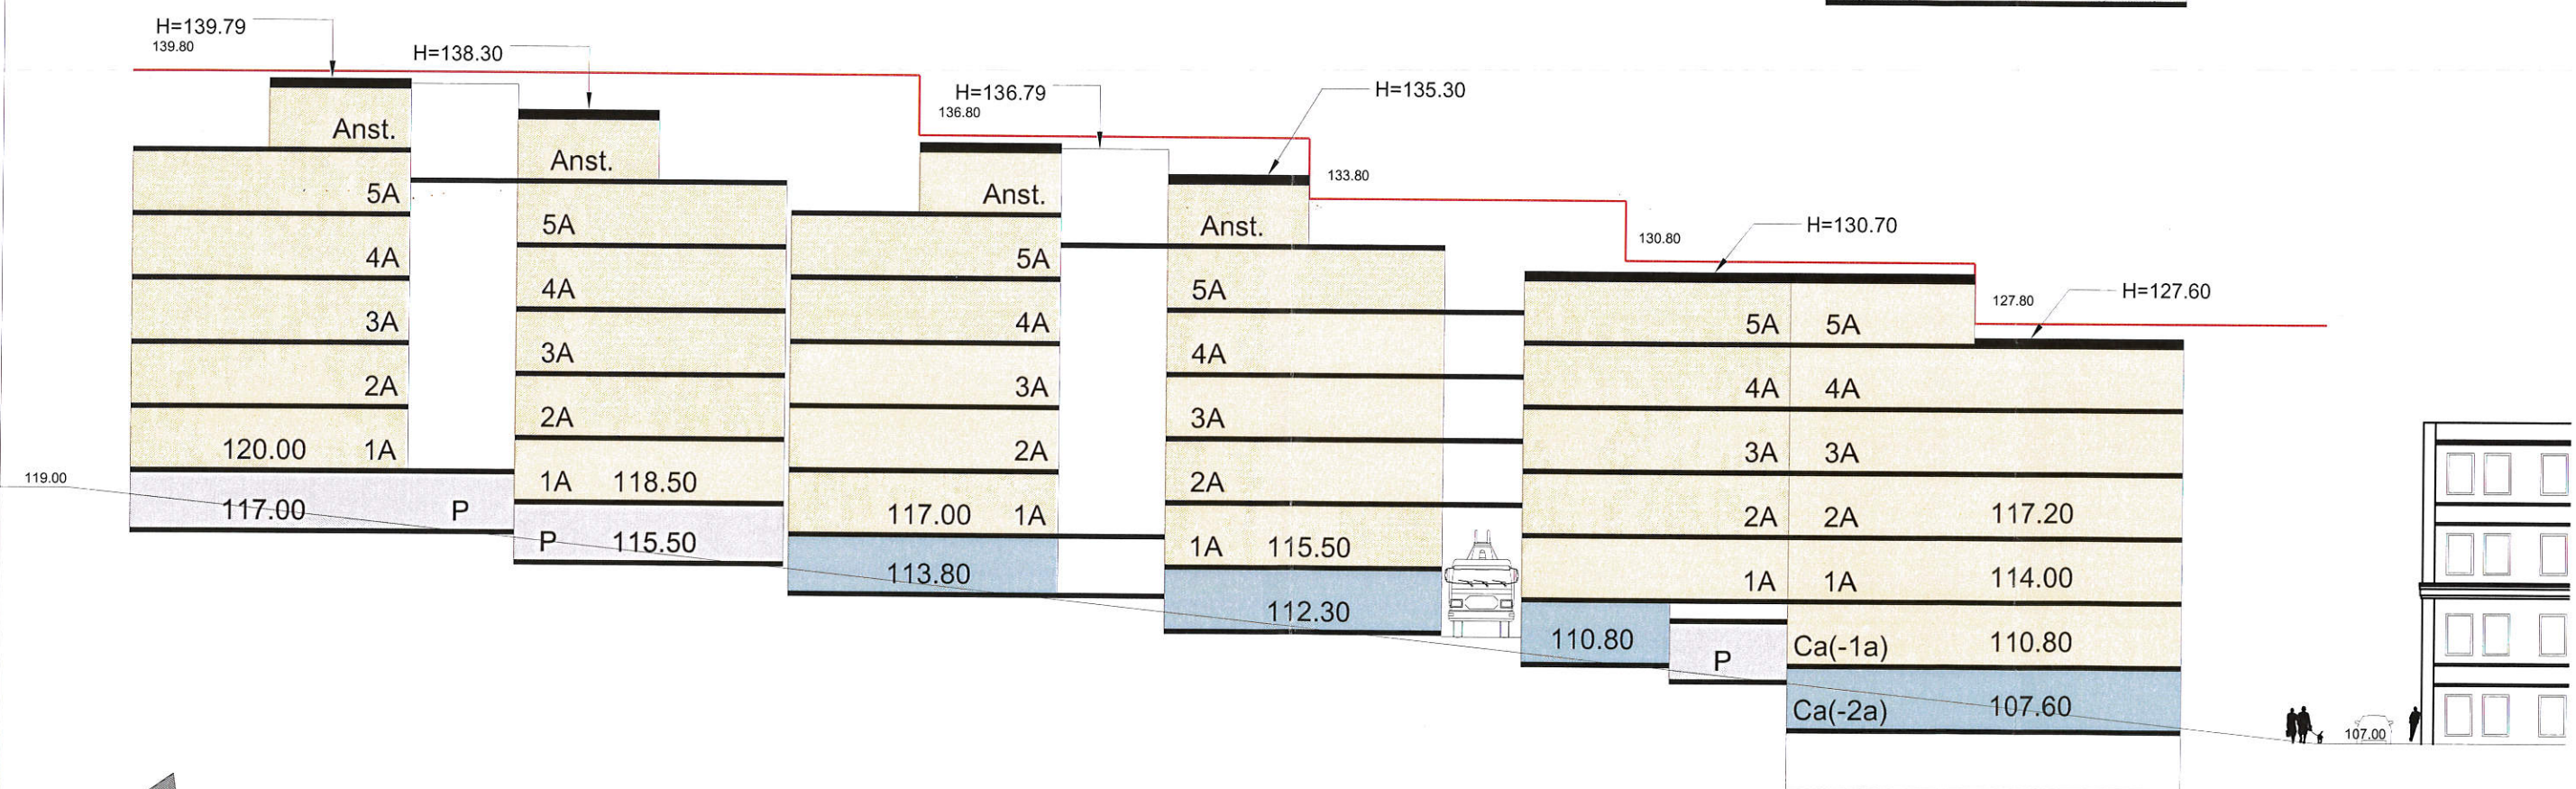 H=139.79
139.80
H=138.30
H=136.79
136.80
H=135.30
133.80
130.80
H=130.70
127.80
H=127.60
Anst.
5A
4A
3A
2A
120.00 1A
117.00 P
119.00
Anst.
5A
4A
3A
2A
1A 118.50
P 115.50
Anst.
5A
4A
3A
2A
117.00 1A
113.80
Anst.
5A
4A
3A
2A
1A 115.50
112.30
5A 5A
4A 4A
3A 3A
2A 2A 117.20
1A 1A 114.00
110.80 P Ca(-1a) 110.80
Ca(-2a) 107.60
107.00